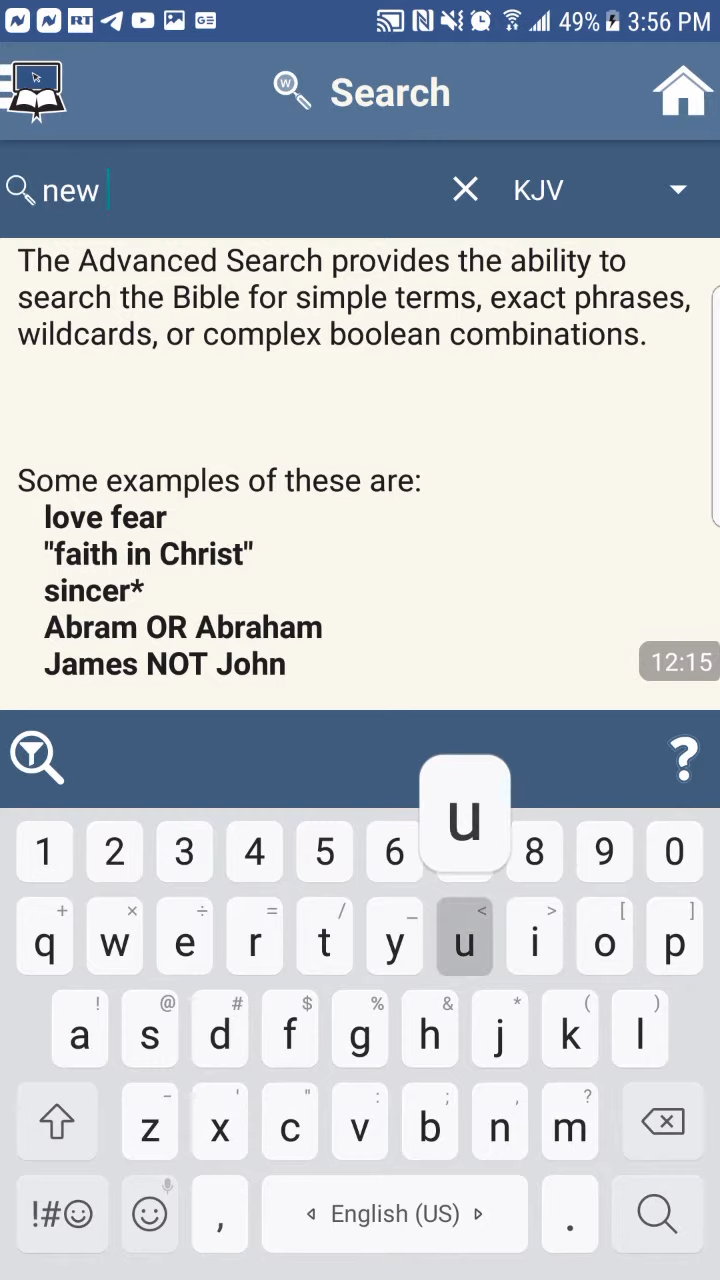 RT GE 49% 3:56 PM
W Search
new KJV
The Advanced Search provides the ability to
search the Bible for simple terms, exact phrases,
wildcards, or complex boolean combinations.
Some examples of these are:
love fear
"faith in Christ"
sincer*
Abram OR Abraham
James NOT John
12:15
?
u
1 2 3 4 5 6 8 9 0
+ × ÷ = / _ < > [ ]
q w e r t y u i o p
! @ # $ % & * ( )
a s d f g h j k l
- ' " : ; , ?
z x c v b n m
!#☺ , English (US) .